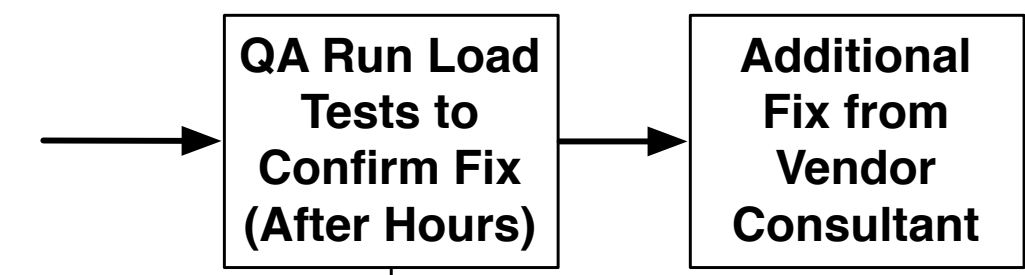 QA Run Load
Tests to
Confirm Fix
(After Hours)
Additional
Fix from
Vendor
Consultant